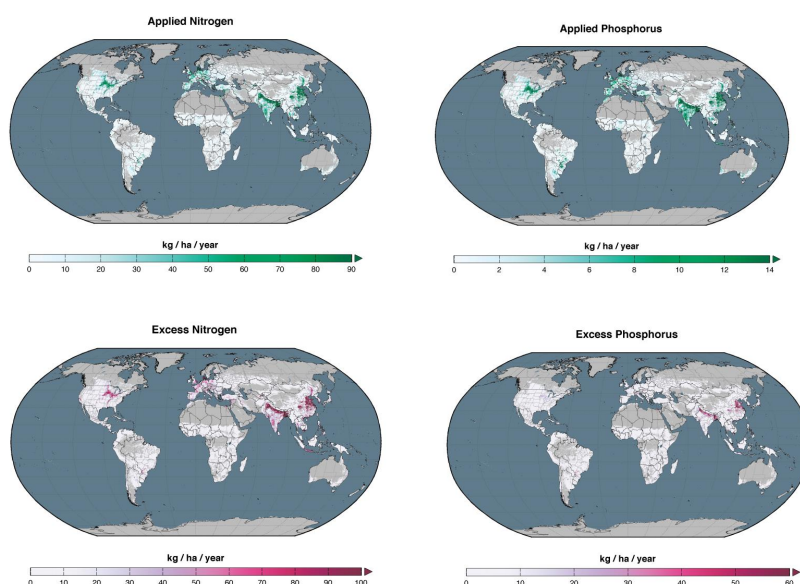 Applied Nitrogen
Applied Phosphorus
kg / ha / year
0 10 20 30 40 50 60 70 80 90
kg / ha / year
0 2 4 6 8 10 12 14
Excess Nitrogen
Excess Phosphorus
kg / ha / year
0 10 20 30 40 50 60 70 80 90 100
kg / ha / year
0 10 20 30 40 50 60